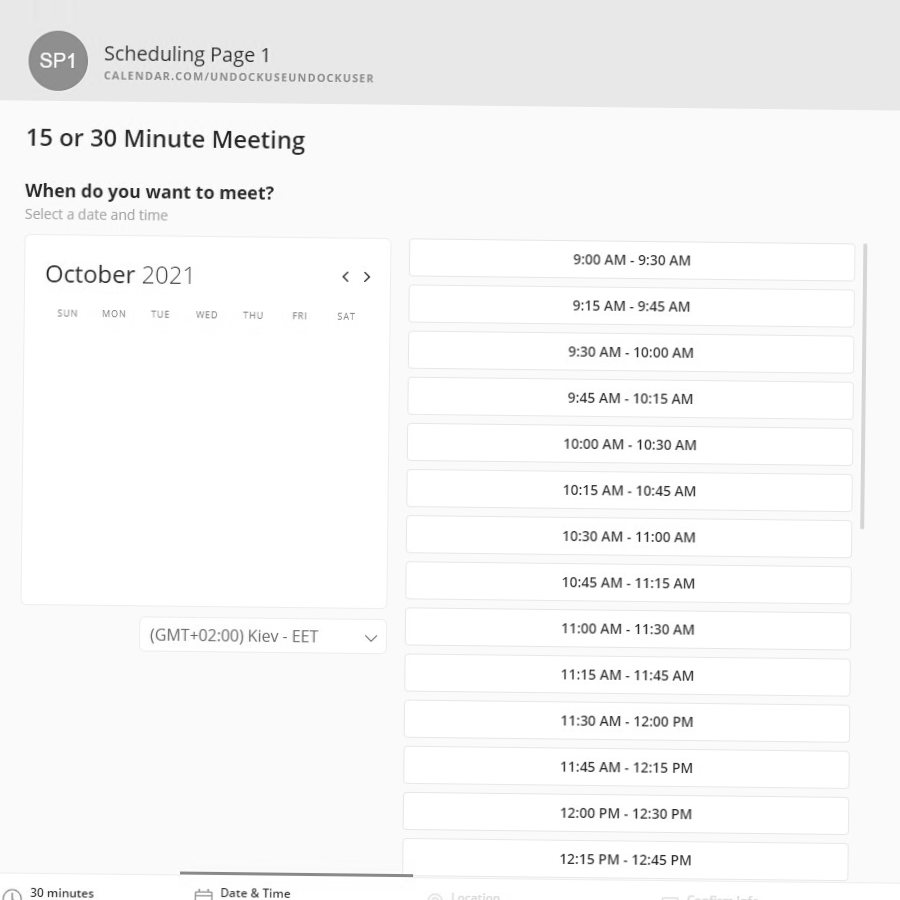 SP1
Scheduling Page 1
CALENDAR.COM/UNDOCKUSEUNDOCKUSER
15 or 30 Minute Meeting
When do you want to meet?
Select a date and time
October 2021
SUN MON TUE WED THU FRI SAT
(GMT+02:00) Kiev - EET
9:00 AM - 9:30 AM
9:15 AM - 9:45 AM
9:30 AM - 10:00 AM
9:45 AM - 10:15 AM
10:00 AM - 10:30 AM
10:15 AM - 10:45 AM
10:30 AM - 11:00 AM
10:45 AM - 11:15 AM
11:00 AM - 11:30 AM
11:15 AM - 11:45 AM
11:30 AM - 12:00 PM
11:45 AM - 12:15 PM
12:00 PM - 12:30 PM
12:15 PM - 12:45 PM
30 minutes
Date & Time
Location
Confirm Info